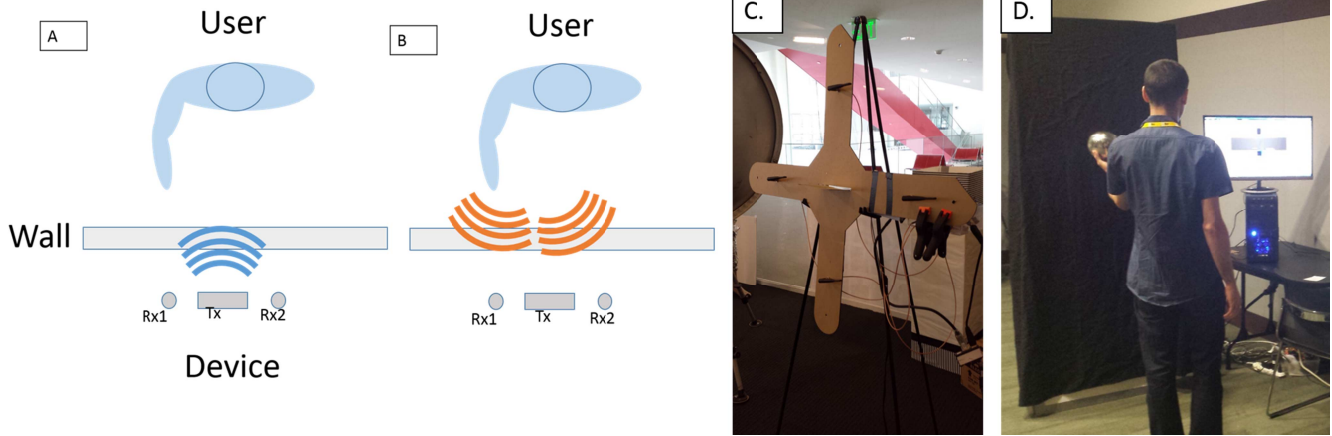 A
User
Wall
Rx1
Tx
Rx2
Device
B
User
Rx1
Tx
Rx2
C.
D.